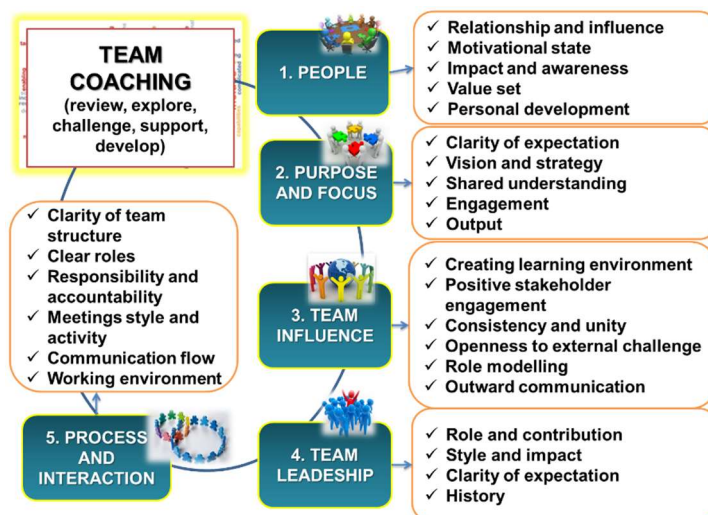 TEAM
COACHING
(review, explore,
challenge, support,
develop)
1. PEOPLE
✓ Relationship and influence
✓ Motivational state
✓ Impact and awareness
✓ Value set
✓ Personal development
2. PURPOSE
AND FOCUS
✓ Clarity of expectation
✓ Vision and strategy
✓ Shared understanding
✓ Engagement
✓ Output
3. TEAM
INFLUENCE
✓ Creating learning environment
✓ Positive stakeholder
engagement
✓ Consistency and unity
✓ Openness to external challenge
✓ Role modelling
✓ Outward communication
4. TEAM
LEADESHIP
✓ Role and contribution
✓ Style and impact
✓ Clarity of expectation
✓ History
5. PROCESS
AND
INTERACTION
✓ Clarity of team
structure
✓ Clear roles
✓ Responsibility and
accountability
✓ Meetings style and
activity
✓ Communication flow
✓ Working environment